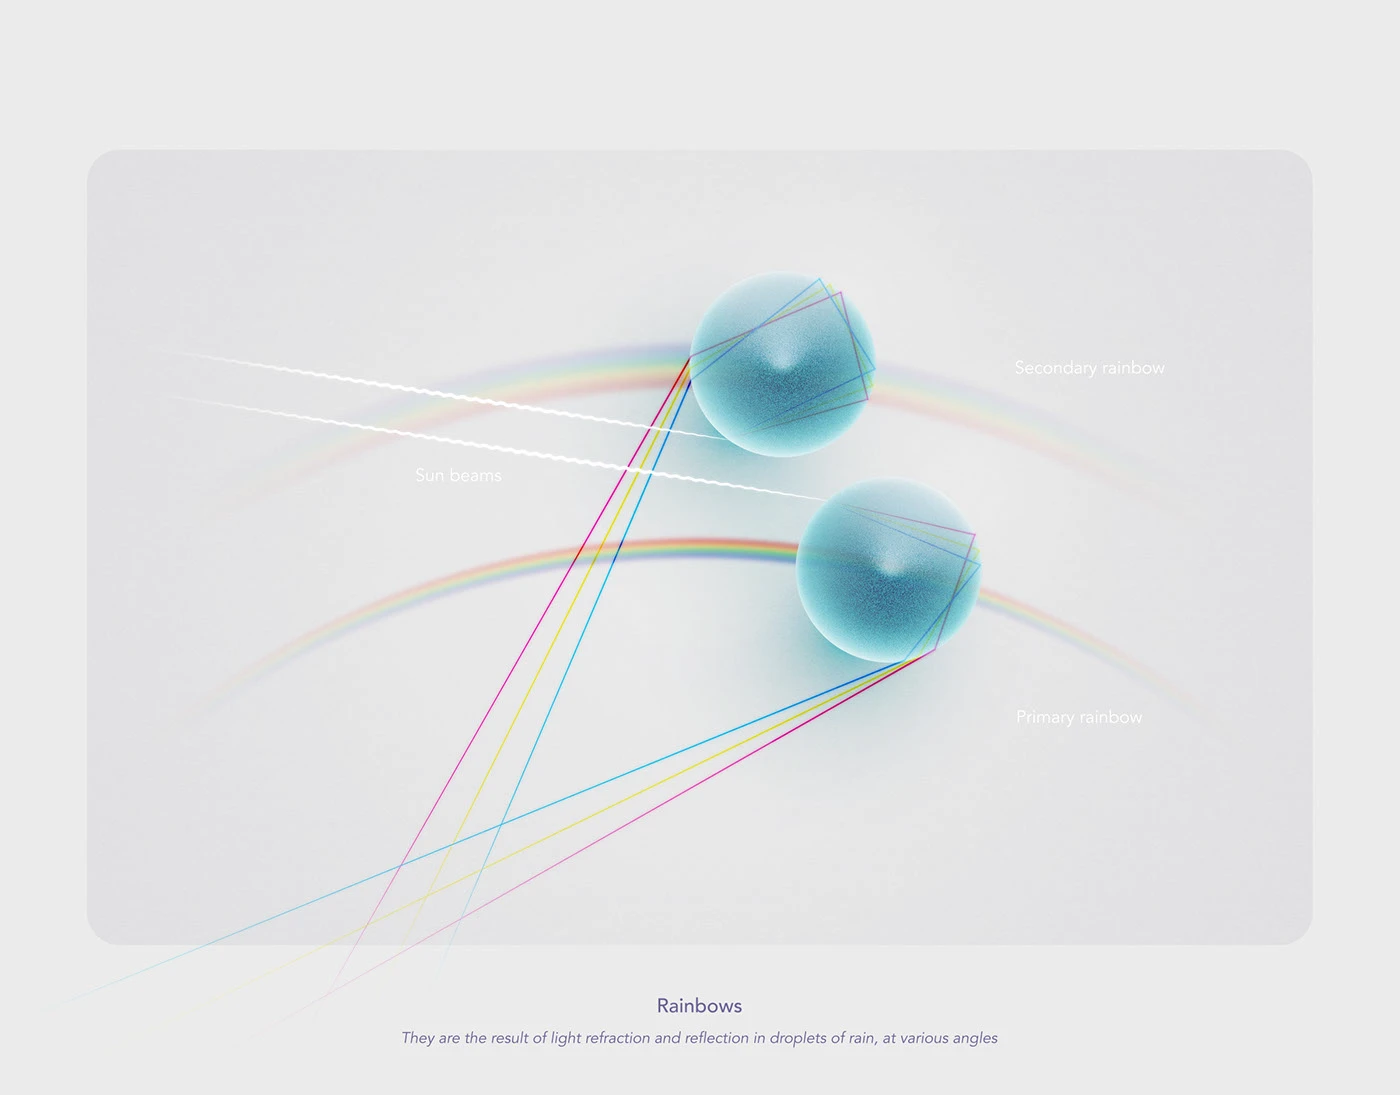 Secondary rainbow
Sun beams
Primary rainbow
Rainbows
They are the result of light refraction and reflection in droplets of rain, at various angles